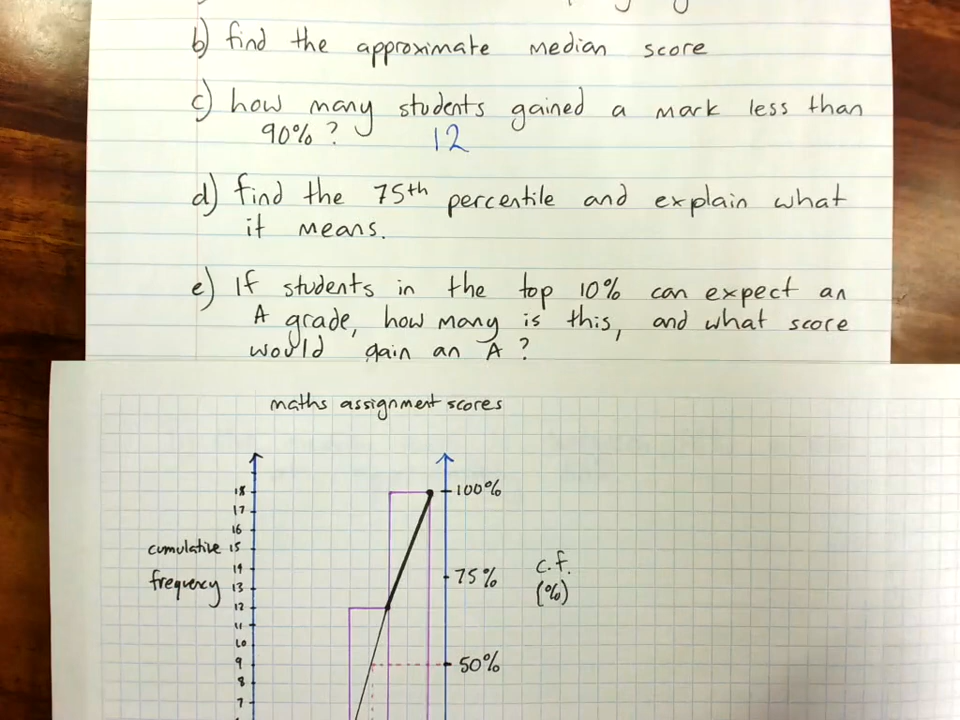 b) find the approximate median score
c) how many students gained a mark less than
90% ? 12
d) find the 75th percentile and explain what
it means.
e) If students in the top 10% can expect an
A grade, how many is this, and what score
would gain an A ?
maths assignment scores
18
17
16
cumulative 15
14
frequency 13
12
11
10
9
8
7
100%
75%
c.f.
(%)
50%